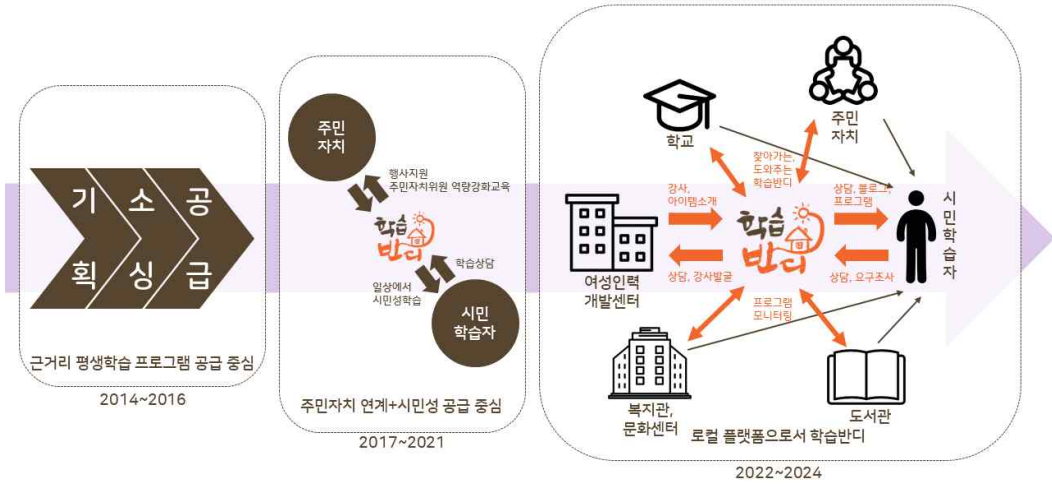 기 소 공
획 싱 급
근거리 평생학습 프로그램 공급 중심
2014~2016
주민
자치
행사지원
주민자치위원 역량강화교육
학습
반디
학습상담
일상에서
시민성학습
시민
학습자
주민자치 연계+시민성 공급 중심
2017~2021
학교
주민
자치
찾아가는,
도와주는
학습반디
강사,
아이템소개
상담, 블로그,
프로그램
학습
반디
시민학습자
여성인력
개발센터
상담, 강사발굴
상담, 요구조사
프로그램
모니터링
복지관,
문화센터
도서관
로컬 플랫폼으로서 학습반디
2022~2024